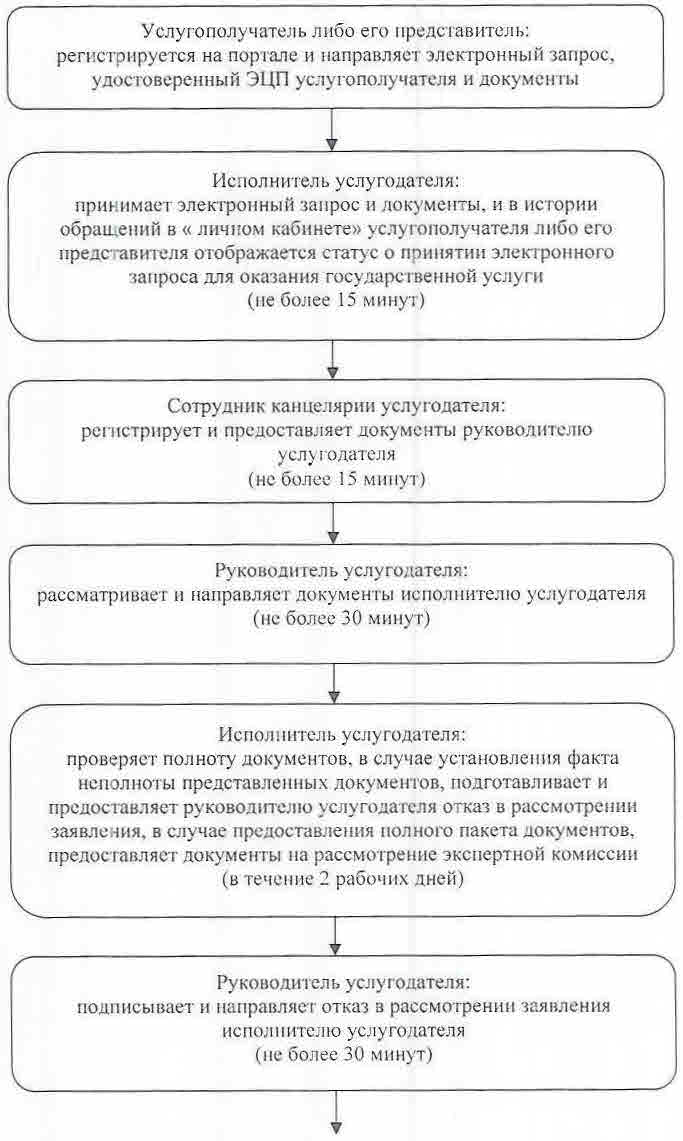 Услугополучатель либо его представитель:
регистрируется на портале и направляет электронный запрос,
удостоверенный ЭЦП услугополучателя и документы
Исполнитель услугодателя:
принимает электронный запрос и документы, и в истории
обращений в « личном кабинете» услугополучателя либо его
представителя отображается статус о принятии электронного
запроса для оказания государственной услуги
(не более 15 минут)
Сотрудник канцелярии услугодателя:
регистрирует и предоставляет документы руководителю
услугодателя
(не более 15 минут)
Руководитель услугодателя:
рассматривает и направляет документы исполнителю услугодателя
(не более 30 минут)
Исполнитель услугодателя:
проверяет полноту документов, в случае установления факта
неполноты представленных документов, подготавливает и
предоставляет руководителю услугодателя отказ в рассмотрении
заявления, в случае предоставления полного пакета документов,
предоставляет документы на рассмотрение экспертной комиссии
(в течение 2 рабочих дней)
Руководитель услугодателя:
подписывает и направляет отказ в рассмотрении заявления
исполнителю услугодателя
(не более 30 минут)